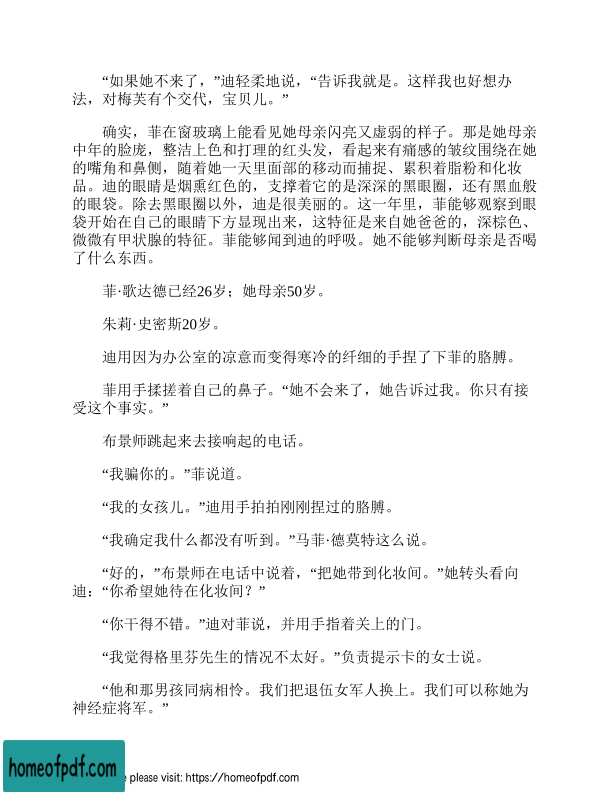 “如果她不来了，”迪轻柔地说，“告诉我就是。这样我也好想办
法，对梅芙有个交代，宝贝儿。”
确实，菲在窗玻璃上能看见她母亲闪亮又虚弱的样子。那是她母亲
中年的脸庞，整洁上色和打理的红头发，看起来有痛感的皱纹围绕在她
的嘴角和鼻侧，随着她一天里面部的移动而捕捉、累积着脂粉和化妆
品。迪的眼睛是烟熏红色的，支撑着它的是深深的黑眼圈，还有黑血般
的眼袋。除去黑眼圈以外，迪是很美丽的。这一年里，菲能够观察到眼
袋开始在自己的眼睛下方显现出来，这特征是来自她爸爸的，深棕色、
微微有甲状腺的特征。菲能够闻到迪的呼吸。她不能够判断母亲是否喝
了什么东西。
菲·歌达德已经26岁；她母亲50岁。
朱莉·史密斯20岁。
迪用因为办公室的凉意而变得寒冷的纤细的手捏了下菲的胳膊。
菲用手揉搓着自己的鼻子。“她不会来了，她告诉过我。你只有接
受这个事实。”
布景师跳起来去接响起的电话。
“我骗你的。”菲说道。
“我的女孩儿。”迪用手拍拍刚刚捏过的胳膊。
“我确定我什么都没有听到。”马菲·德莫特这么说。
“好的，”布景师在电话中说着，“把她带到化妆间。”她转头看向
迪：“你希望她待在化妆间？”
“你干得不错。”迪对菲说，并用手指着关上的门。
“我觉得格里芬先生的情况不太好。”负责提示卡的女士说。
“他和那男孩同病相怜。我们把退伍女军人换上。我们可以称她为
神经症将军。”
homeofpdf.com
e please visit: https://homeofpdf.com